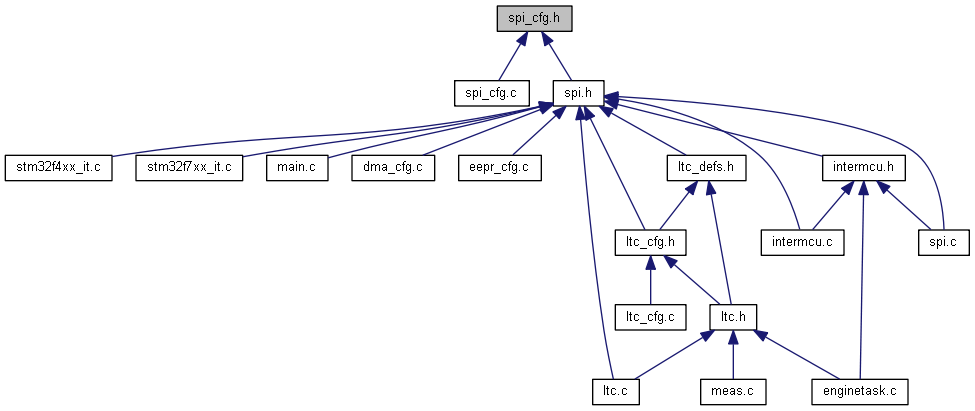 spi_cfg.h
spi_cfg.c
spi.h
stm32f4xx_it.c
stm32f7xx_it.c
main.c
dma_cfg.c
eepr_cfg.c
ltc_defs.h
intermcu.h
ltc_cfg.h
intermcu.c
spi.c
ltc_cfg.c
ltc.h
ltc.c
meas.c
enginetask.c